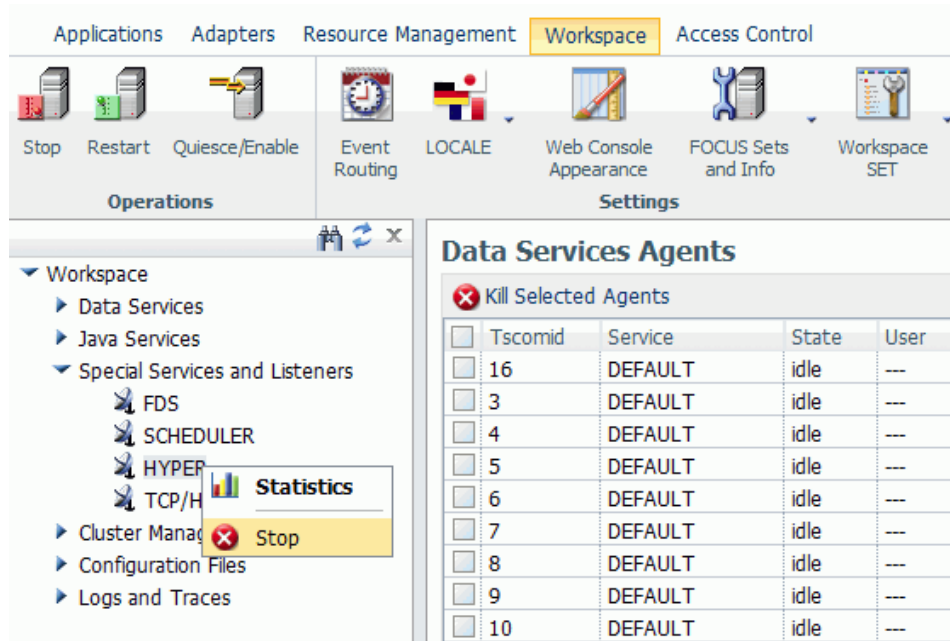 Applications Adapters Resource Management Workspace Access Control
Stop Restart Quiesce/Enable Event Routing LOCALE Web Console Appearance FOCUS Sets and Info Workspace SET
Operations Settings
Workspace
Data Services
Java Services
Special Services and Listeners
FDS
SCHEDULER
HYPER
TCP/H
Cluster Manag
Configuration Files
Logs and Traces
Statistics
Stop
Data Services Agents
Kill Selected Agents
Tscomid Service State User
16 DEFAULT idle ---
3 DEFAULT idle ---
4 DEFAULT idle ---
5 DEFAULT idle ---
6 DEFAULT idle ---
7 DEFAULT idle ---
8 DEFAULT idle ---
9 DEFAULT idle ---
10 DEFAULT idle ---